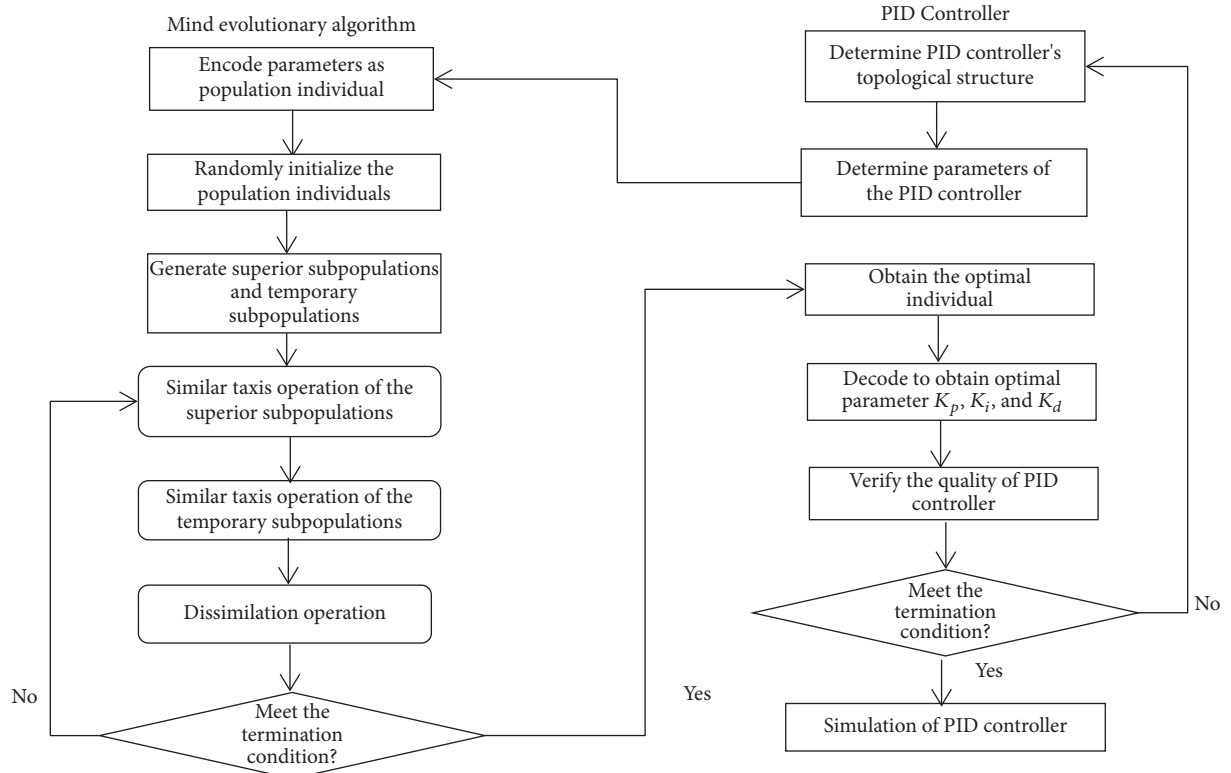 Mind evolutionary algorithm
Encode parameters as
population individual
Randomly initialize the
population individuals
Generate superior subpopulations
and temporary
subpopulations
Similar taxis operation of the
superior subpopulations
Similar taxis operation of the
temporary subpopulations
Dissimilation operation
No
Meet the
termination
condition?
Yes
PID Controller
Determine PID controller's
topological structure
Determine parameters of
the PID controller
Obtain the optimal
individual
Decode to obtain optimal
parameter K_p, K_i, and K_d
Verify the quality of PID
controller
Meet the
termination
condition?
No
Yes
Simulation of PID controller